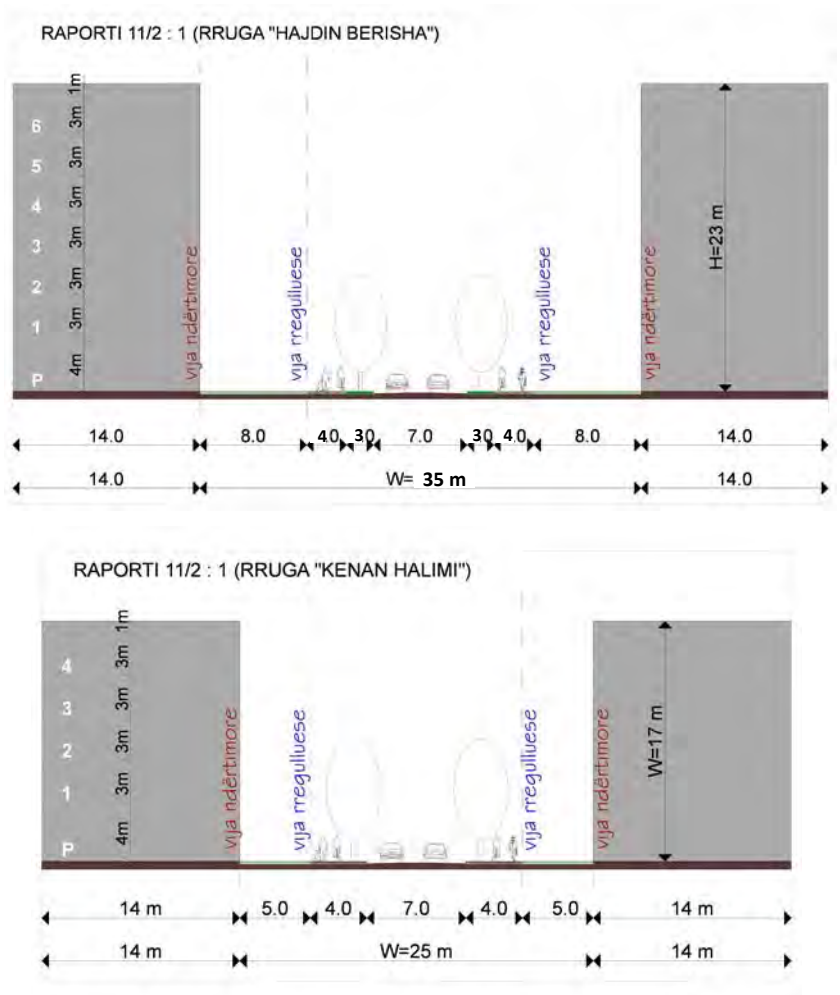 RAPORTI 11/2 : 1 (RRUGA "HAJDIN BERISHA")
1m
6
3m
5
3m
4
3m
3
3m
2
3m
1
3m
P
4m
vija ndërtimore
vija rregulluese
vija rregulluese
vija ndërtimore
H=23 m
14.0 8.0 4.0 3.0 7.0 3.0 4.0 8.0 14.0
14.0 W= 35 m 14.0
RAPORTI 11/2 : 1 (RRUGA "KENAN HALIMI")
1m
4
3m
3
3m
2
3m
1
3m
P
4m
vija ndërtimore
vija rregulluese
vija rregulluese
vija ndërtimore
W=17 m
14 m 5.0 4.0 7.0 4.0 5.0 14 m
14 m W=25 m 14 m